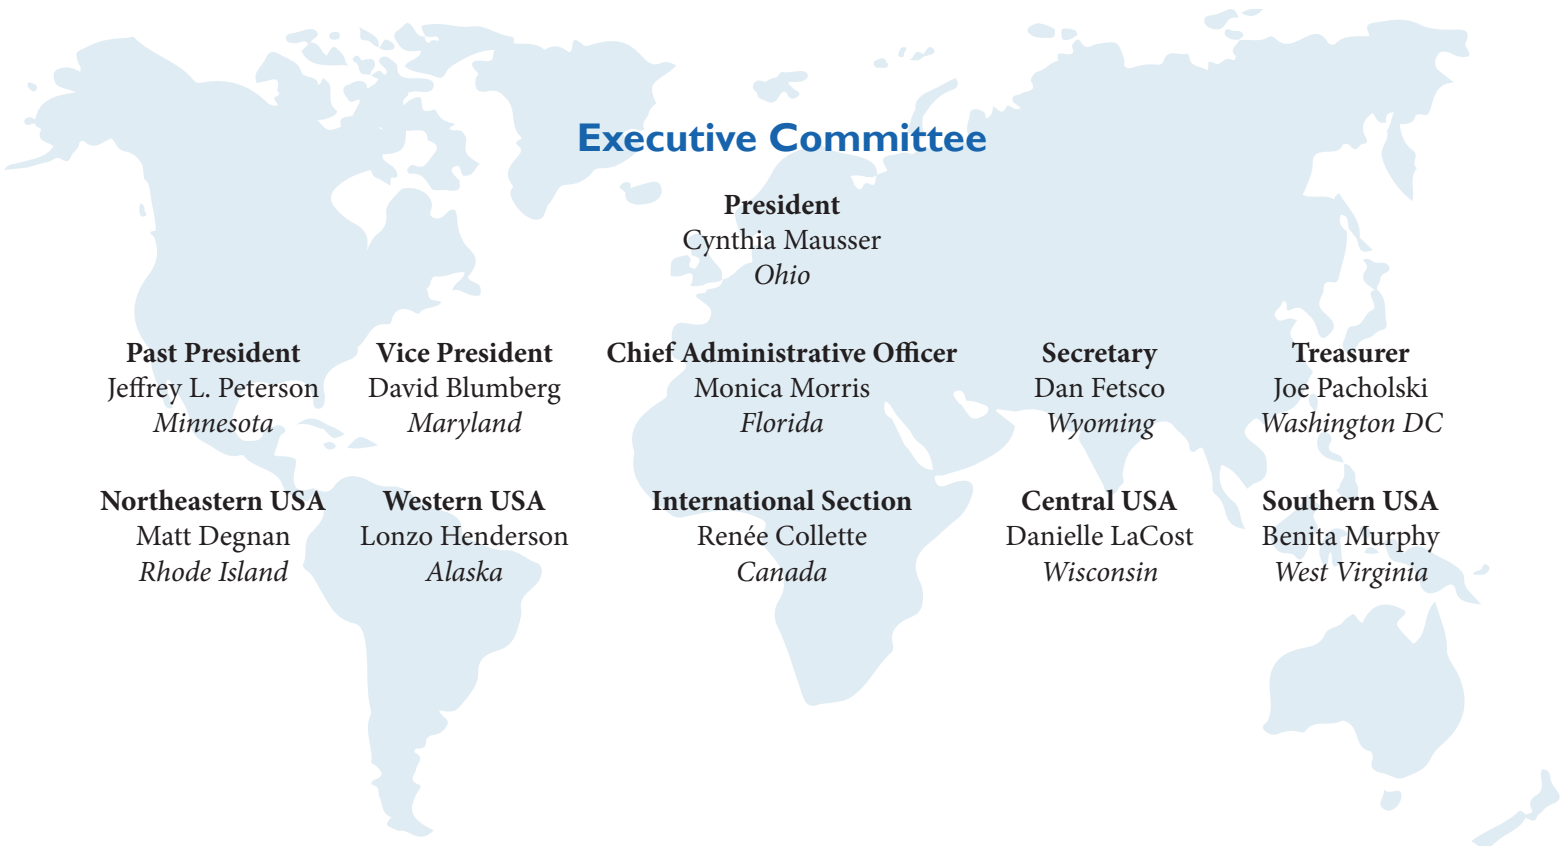 Executive Committee
President
Cynthia Mausser
Ohio
Past President
Jeffrey L. Peterson
Minnesota
Vice President
David Blumberg
Maryland
Chief Administrative Officer
Monica Morris
Florida
Secretary
Dan Fetsco
Wyoming
Treasurer
Joe Pacholski
Washington DC
Northeastern USA
Matt Degnan
Rhode Island
Western USA
Lonzo Henderson
Alaska
International Section
Renée Collette
Canada
Central USA
Danielle LaCost
Wisconsin
Southern USA
Benita Murphy
West Virginia